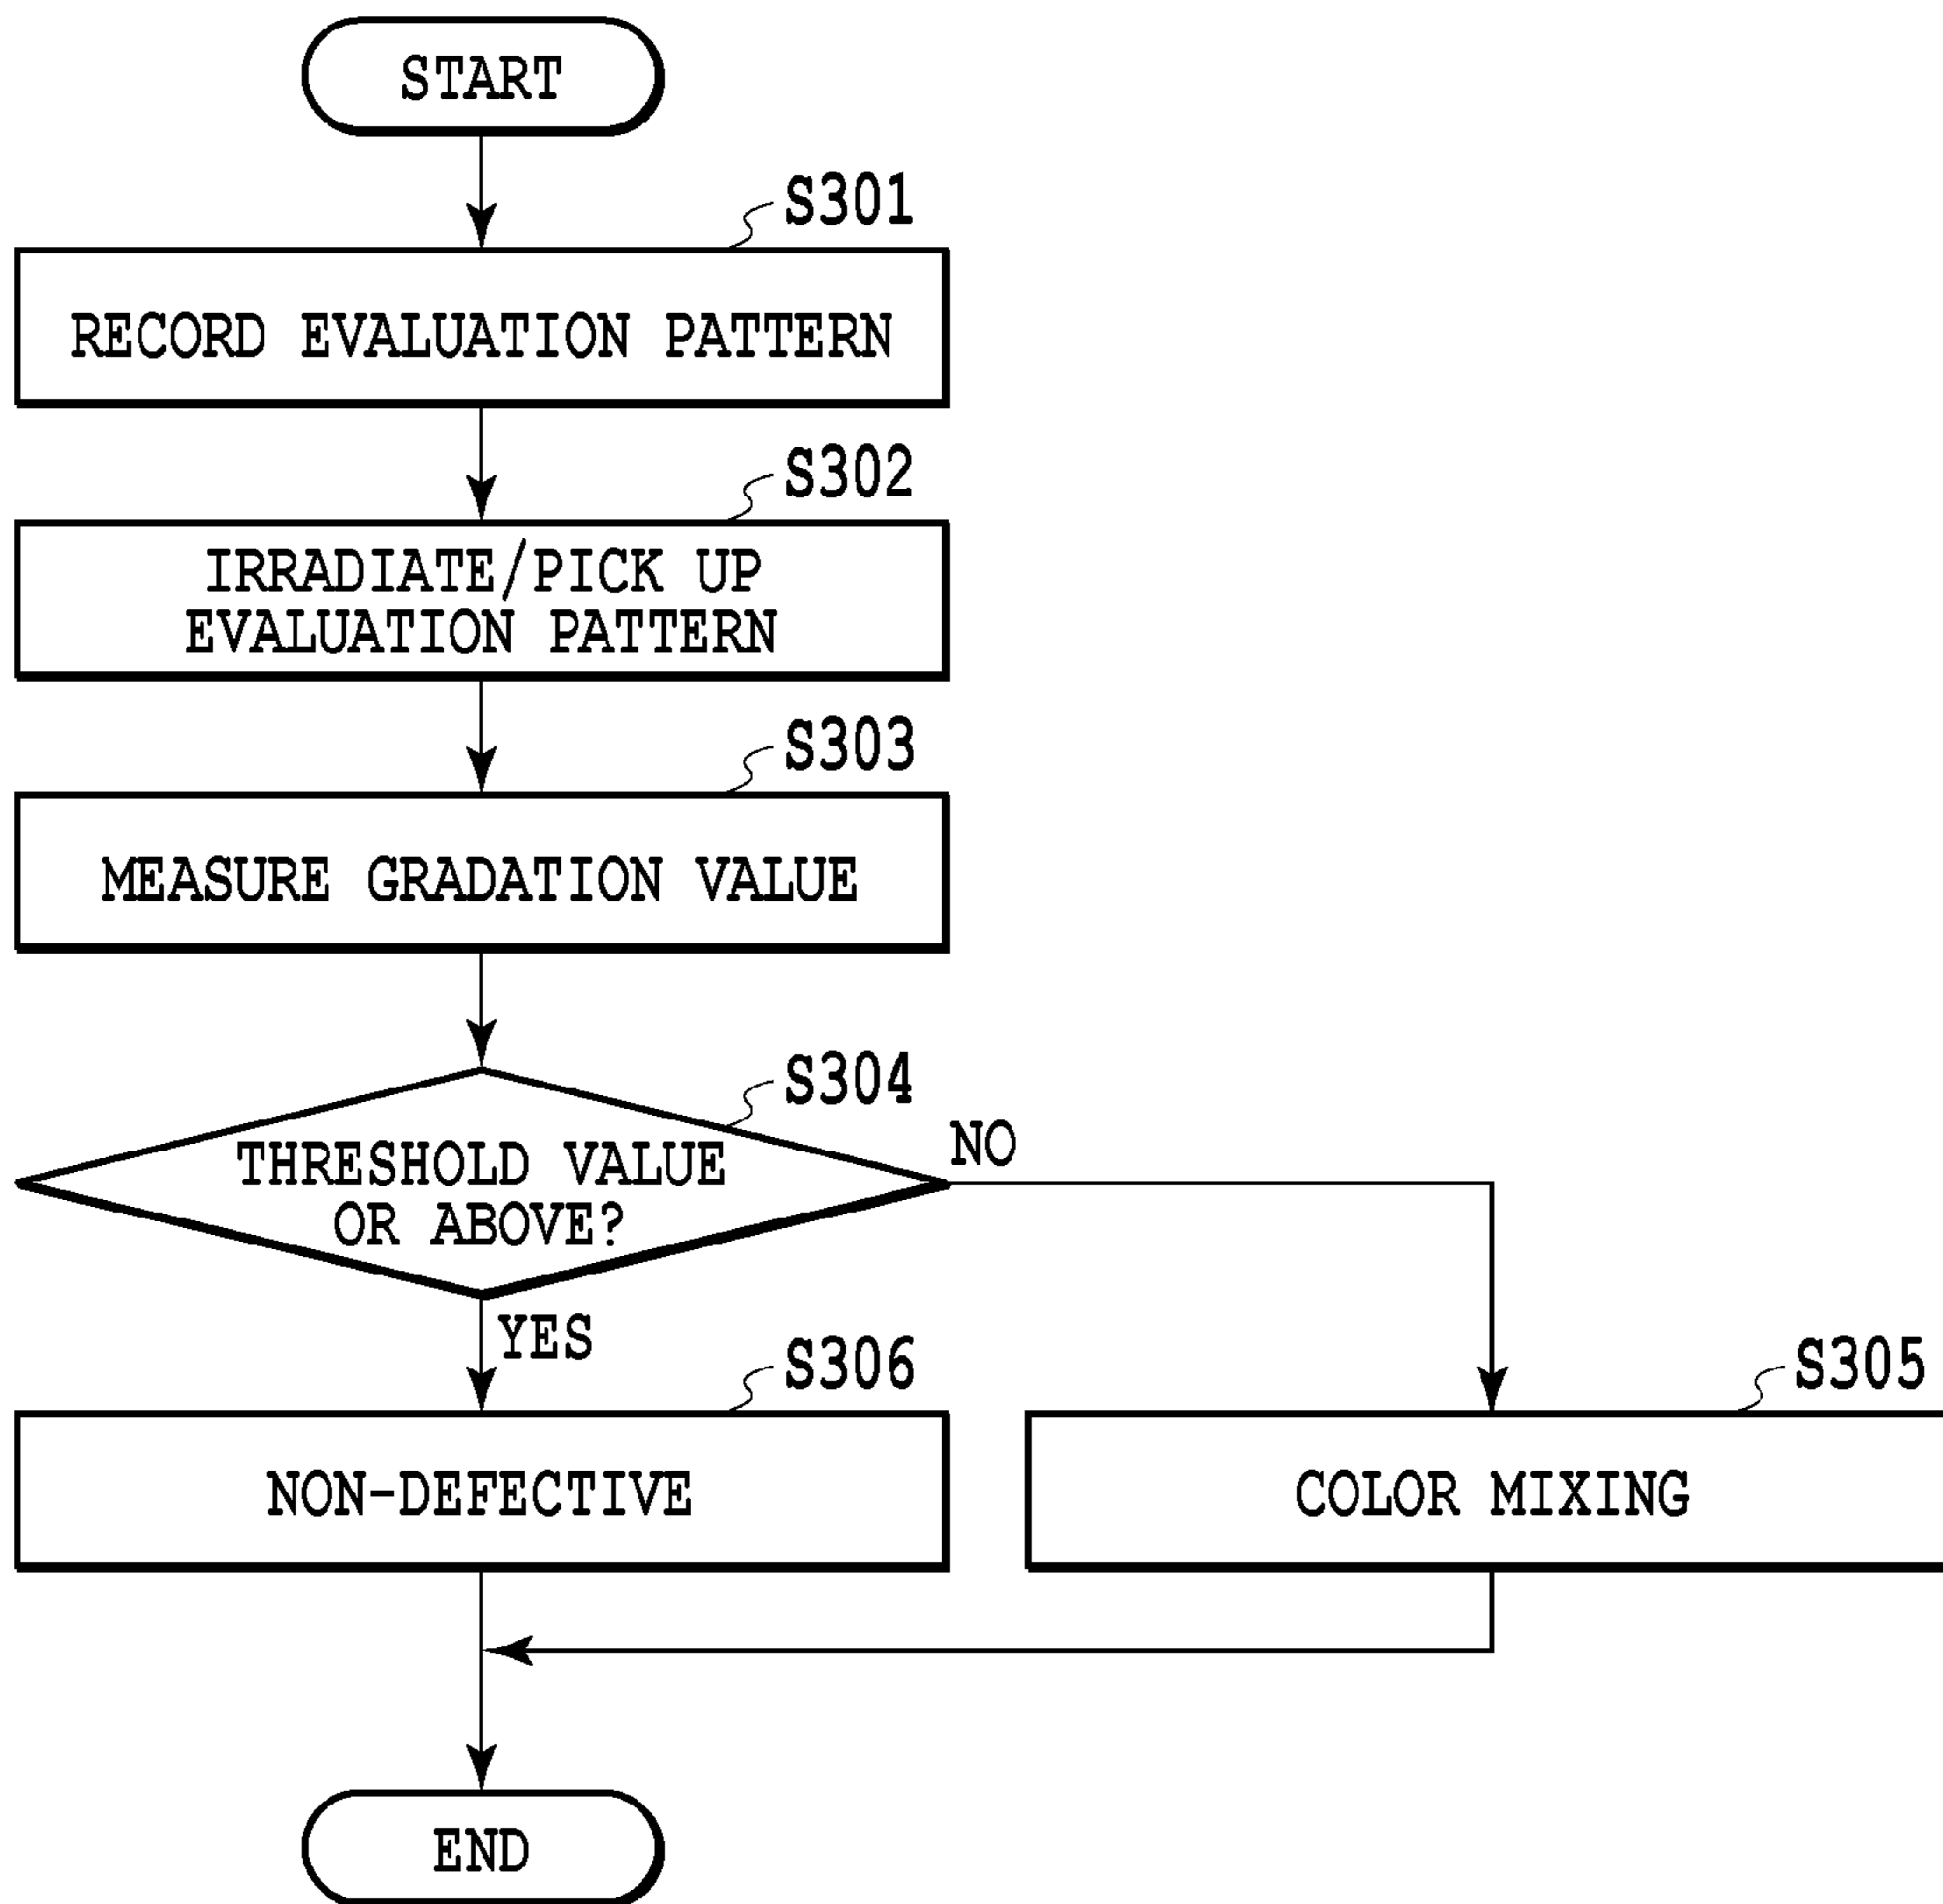 START
S301
RECORD EVALUATION PATTERN
S302
IRRADIATE/PICK UP
EVALUATION PATTERN
S303
MEASURE GRADATION VALUE
S304
THRESHOLD VALUE
OR ABOVE?
NO
YES
S306
NON-DEFECTIVE
S305
COLOR MIXING
END